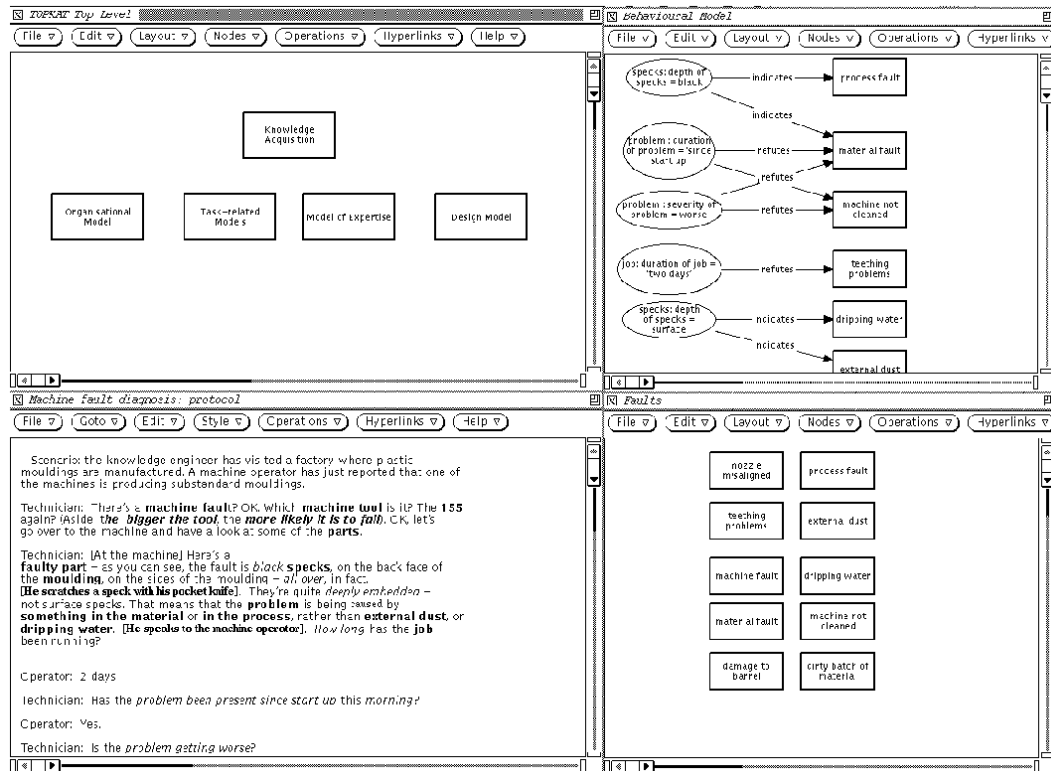 TOPKAT Top Level
File Edit Layout Nodes Operations Hyperlinks Help
Knowledge
Acquisition
Organisational
Model
Task-related
Models
Model of Expertise
Design Model
Behavioural Model
File Edit Layout Nodes Operations Hyperlinks
specks: depth of
specks = black
indicates
process fault
indicates
problem : duration
of problem = 'since
start up
refutes
material fault
refutes
problem : severity of
problem = worse
refutes
machine not
cleaned
job: duration of job =
'two days'
refutes
teething
problems
specks: depth
of specks =
surface
ndicates
dripping water
ndicates
external dust
Machine fault diagnosis: protocol
File Goto Edit Style Operations Hyperlinks Help
Scenario: the knowledge engineer has visited a factory where plastic
mouldings are manufactured. A machine operator has just reported that one of
the machines is producing substandard mouldings.
Technician: There's a machine fault? OK. Which machine tool is it? The 155
again? (Aside: the bigger the tool, the more likely it is to fail). OK, let's
go over to the machine and have a look at some of the parts.
Technician: [At the machine] Here's a
faulty part – as you can see, the fault is black specks, on the back face of
the moulding, on the sides of the moulding – all over, in fact.
[He scratches a speck with his pocket knife]. They're quite deeply embedded –
not surface specks. That means that the problem is being caused by
something in the material or in the process, rather than external dust, or
dripping water. [He speaks to the machine operator]. How long has the job
been running?
Operator: 2 days
Technician: Has the problem been present since start up this morning?
Operator: Yes.
Technician: Is the problem getting worse?
Faults
File Edit Layout Nodes Operations Hyperlinks
nozzle
misaligned
process fault
teething
problems
external dust
machine fault
dripping water
material fault
machine not
cleaned
damage to
barrel
dirty batch of
material